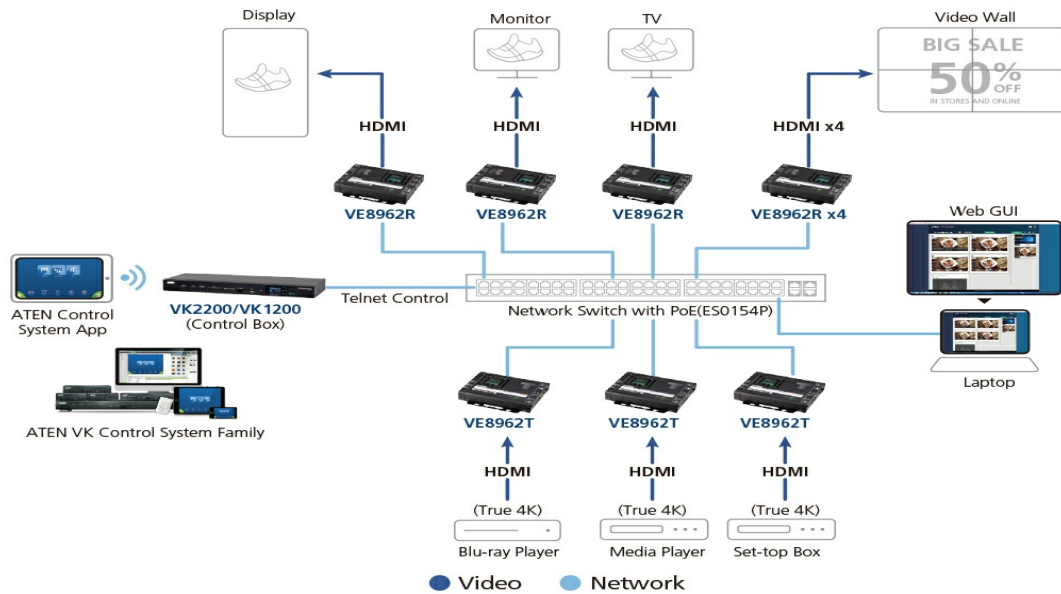 Display
Monitor
TV
Video Wall
BIG SALE
50% OFF
IN STORES AND ONLINE
HDMI
HDMI
HDMI
HDMI x4
VE8962R
VE8962R
VE8962R
VE8962R x4
Web GUI
ATEN Control
System App
VK2200/VK1200
(Control Box)
Telnet Control
Network Switch with PoE(ES0154P)
Laptop
ATEN VK Control System Family
VE8962T
VE8962T
VE8962T
HDMI
HDMI
HDMI
(True 4K)
(True 4K)
(True 4K)
Blu-ray Player
Media Player
Set-top Box
Video
Network